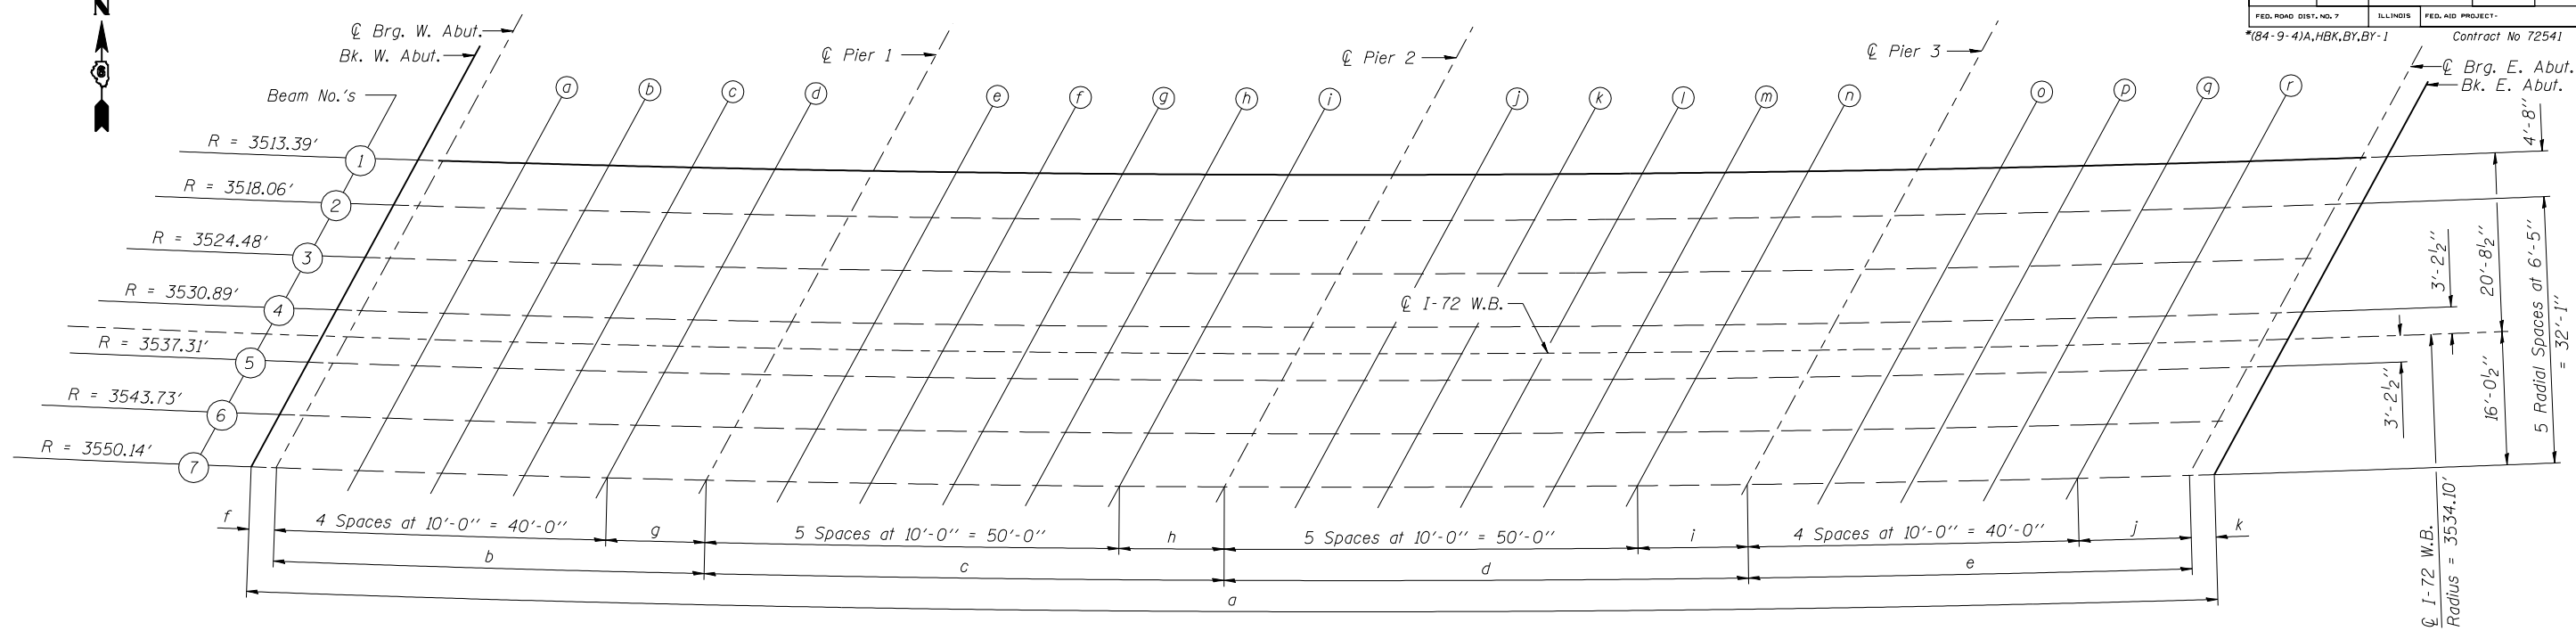 N
FED. ROAD DIST. NO. 7 ILLINOIS FED. AID PROJECT-
*(84-9-4)A,HBK,BY,BY-1 Contract No 72541
℄ Brg. W. Abut.
Bk. W. Abut.
℄ Pier 1
℄ Pier 2
℄ Pier 3
℄ Brg. E. Abut.
Bk. E. Abut.
Beam No.'s
a b c d e f g h i j k l m n o p q r
R = 3513.39' 1
R = 3518.06' 2
R = 3524.48' 3
R = 3530.89' 4
R = 3537.31' 5
R = 3543.73' 6
R = 3550.14' 7
℄ I-72 W.B.
4'-8"
3'-2½"
20'-8½"
5 Radial Spaces at 6'-5"
= 32'-1"
3'-2½"
16'-0½"
℄ I-72 W.B.
Radius = 3534.10'
f 4 Spaces at 10'-0" = 40'-0" g 5 Spaces at 10'-0" = 50'-0" h 5 Spaces at 10'-0" = 50'-0" i 4 Spaces at 10'-0" = 40'-0" j k
b c d e
a